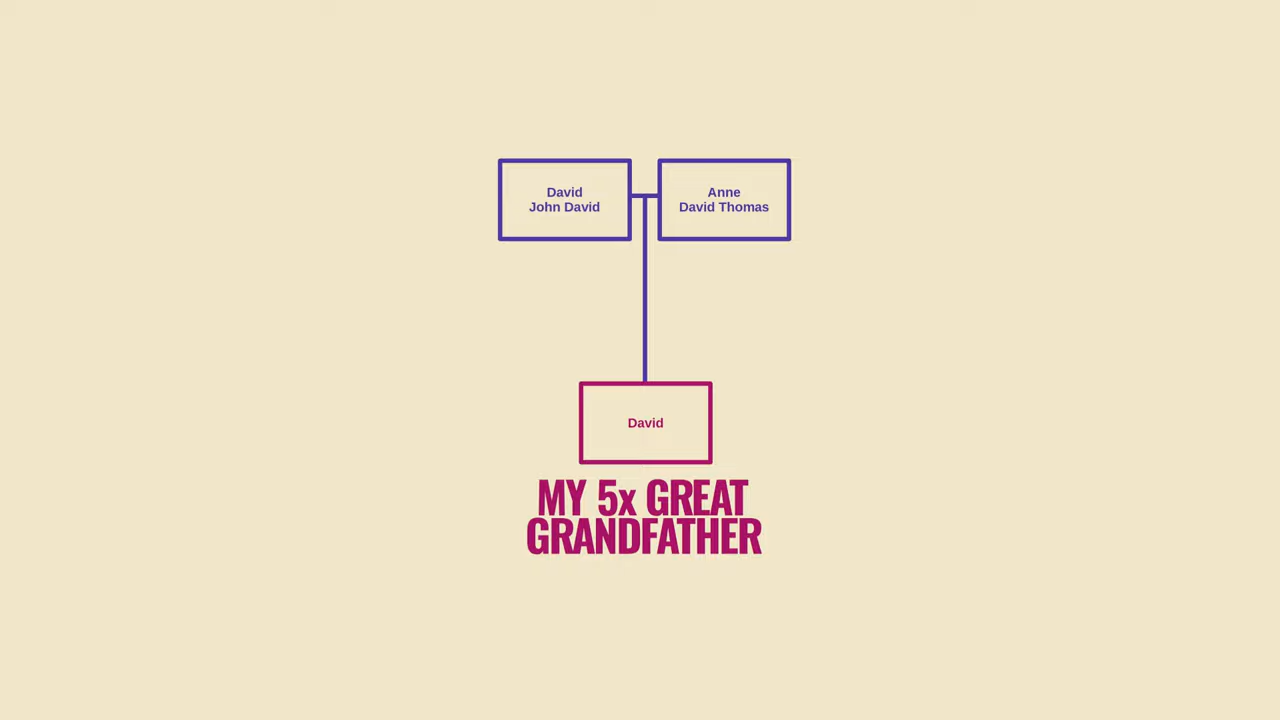 David
John David
Anne
David Thomas
David
MY 5x GREAT
GRANDFATHER